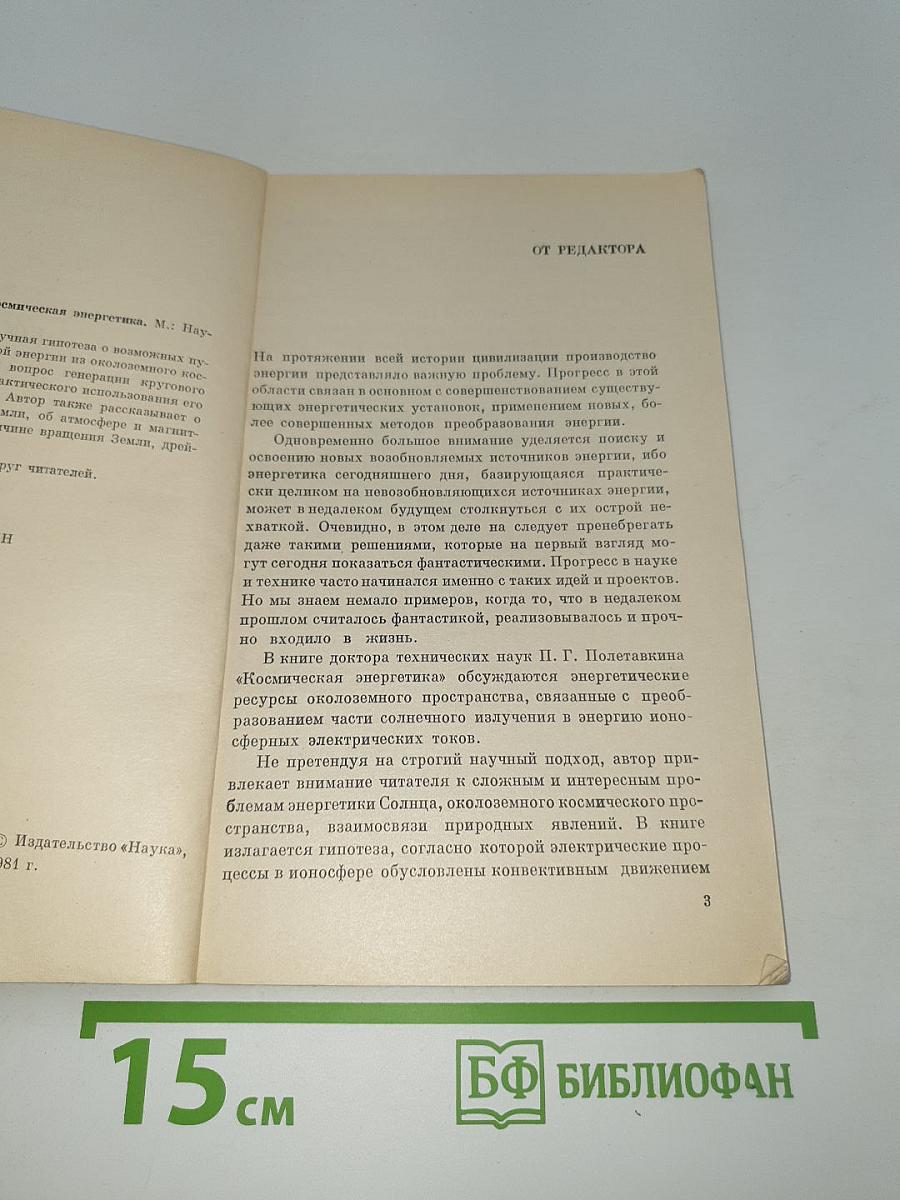 осмическая энергетика. М.: Нау-
учная гипотеза о возможных пу-
ой энергии из околоземного кос-
вопрос генерации кругового
актического использования его
Автор также рассказывает о
емли, об атмосфере и магнит-
ичине вращения Земли, дрей-
руг читателей.
Н
© Издательство «Наука»,
981 г.
ОТ РЕДАКТОРА
На протяжении всей истории цивилизации производство
энергии представляло важную проблему. Прогресс в этой
области связан в основном с совершенствованием существу-
ющих энергетических установок, применением новых, бо-
лее совершенных методов преобразования энергии.
Одновременно большое внимание уделяется поиску и
освоению новых возобновляемых источников энергии, ибо
энергетика сегодняшнего дня, базирующаяся практиче-
ски целиком на невозобновляющихся источниках энергии,
может в недалеком будущем столкнуться с их острой не-
хваткой. Очевидно, в этом деле на следует пренебрегать
даже такими решениями, которые на первый взгляд мо-
гут сегодня показаться фантастическими. Прогресс в науке
и технике часто начинался именно с таких идей и проектов.
Но мы знаем немало примеров, когда то, что в недалеком
прошлом считалось фантастикой, реализовывалось и проч-
но входило в жизнь.
В книге доктора технических наук П. Г. Полетавкина
«Космическая энергетика» обсуждаются энергетические
ресурсы околоземного пространства, связанные с преоб-
разованием части солнечного излучения в энергию ионо-
сферных электрических токов.
Не претендуя на строгий научный подход, автор при-
влекает внимание читателя к сложным и интересным про-
блемам энергетики Солнца, околоземного космического про-
странства, взаимосвязи природных явлений. В книге
излагается гипотеза, согласно которой электрические про-
цессы в ионосфере обусловлены конвективным движением
3
15 см
БФ БИБЛИОФАН